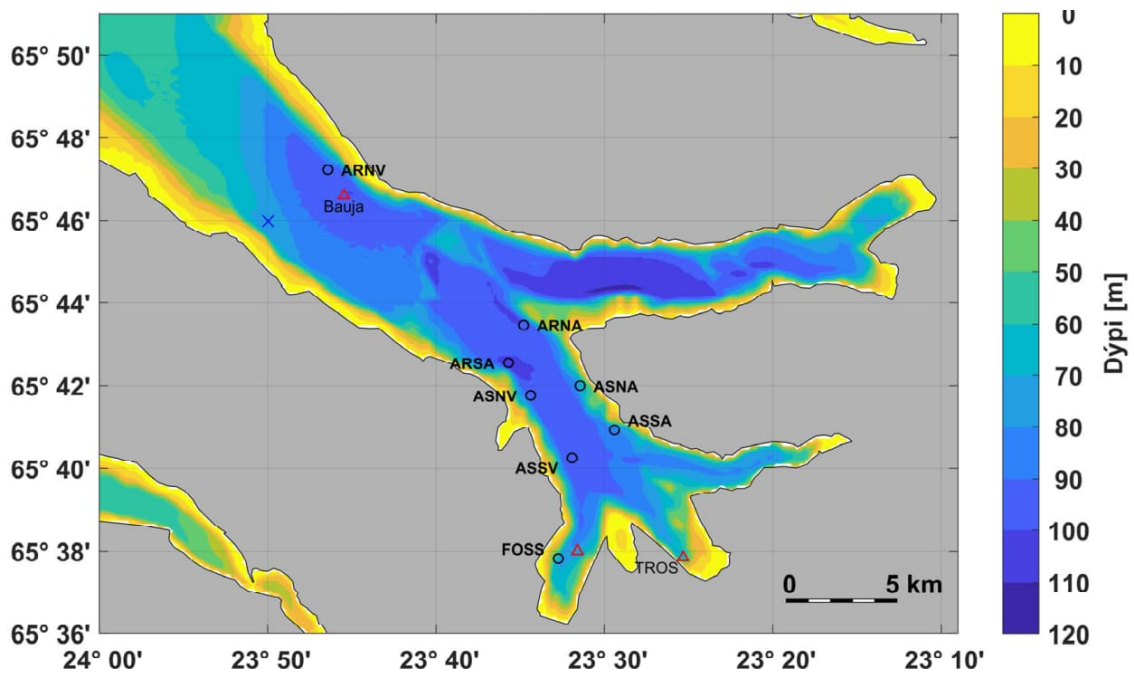 65° 50'
65° 48'
65° 46'
65° 44'
65° 42'
65° 40'
65° 38'
65° 36'
24° 00'
23° 50'
23° 40'
23° 30'
23° 20'
23° 10'
ARNV
Bauja
ARNA
ARSA
ASNA
ASNV
ASSA
ASSV
FOSS
TROS
0 5 km
0
10
20
30
40
50
60
70
80
90
100
110
120
Dýpi [m]